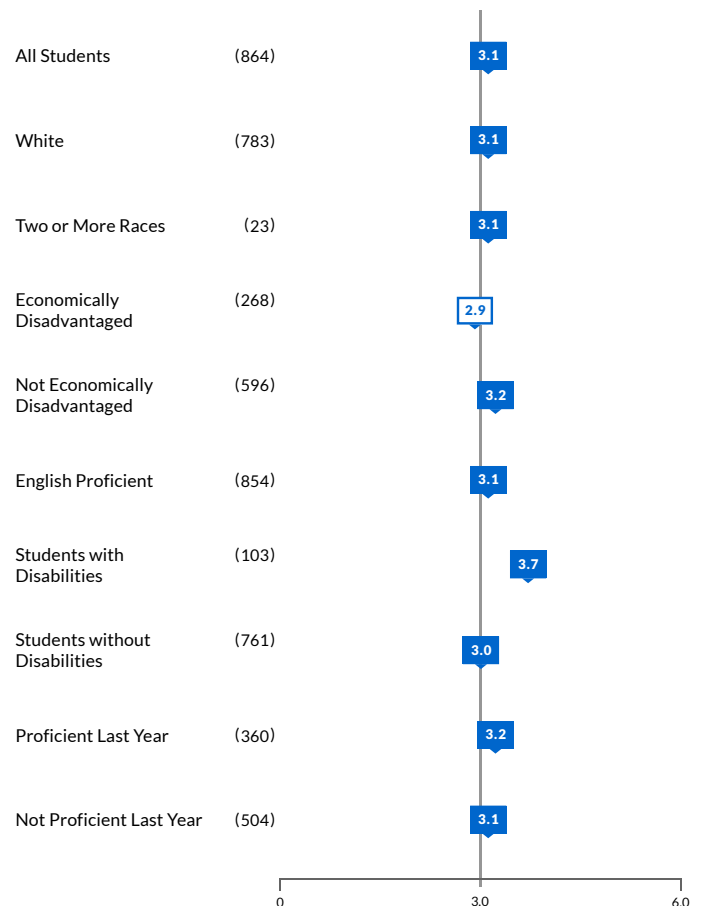 All Students (864) 3.1
White (783) 3.1
Two or More Races (23) 3.1
Economically (268) 2.9
Disadvantaged
Not Economically (596) 3.2
Disadvantaged
English Proficient (854) 3.1
Students with (103) 3.7
Disabilities
Students without (761) 3.0
Disabilities
Proficient Last Year (360) 3.2
Not Proficient Last Year (504) 3.1
0 3.0 6.0